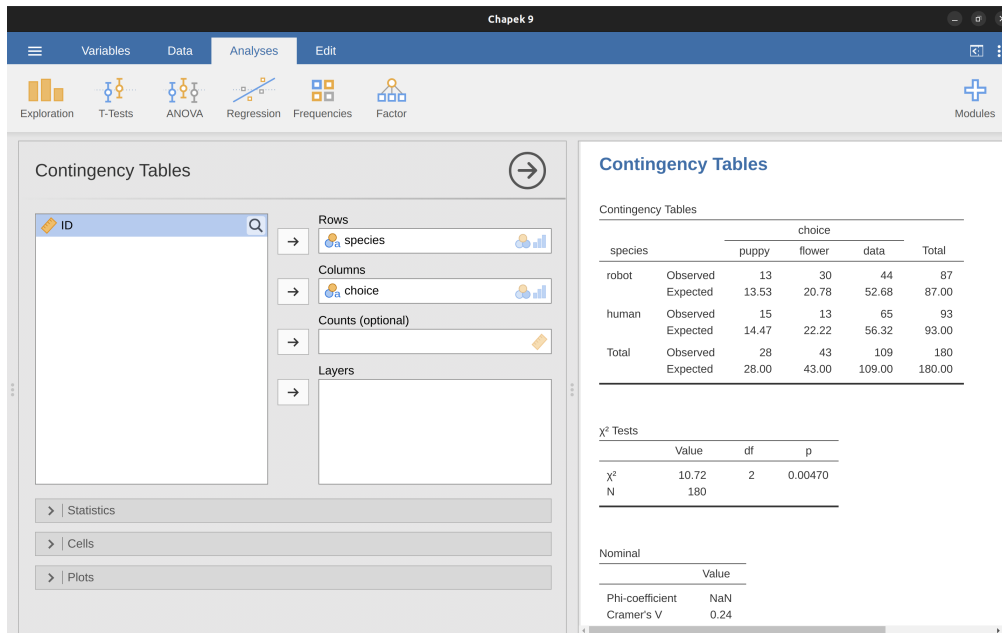 Chapek 9
Variables Data Analyses Edit
Exploration T-Tests ANOVA Regression Frequencies Factor Modules
Contingency Tables
ID
Rows
species
Columns
choice
Counts (optional)
Layers
Statistics
Cells
Plots
Contingency Tables
Contingency Tables
choice
species puppy flower data Total
robot Observed 13 30 44 87
Expected 13.53 20.78 52.68 87.00
human Observed 15 13 65 93
Expected 14.47 22.22 56.32 93.00
Total Observed 28 43 109 180
Expected 28.00 43.00 109.00 180.00
χ² Tests
Value df p
χ² 10.72 2 0.00470
N 180
Nominal
Value
Phi-coefficient NaN
Cramer's V 0.24